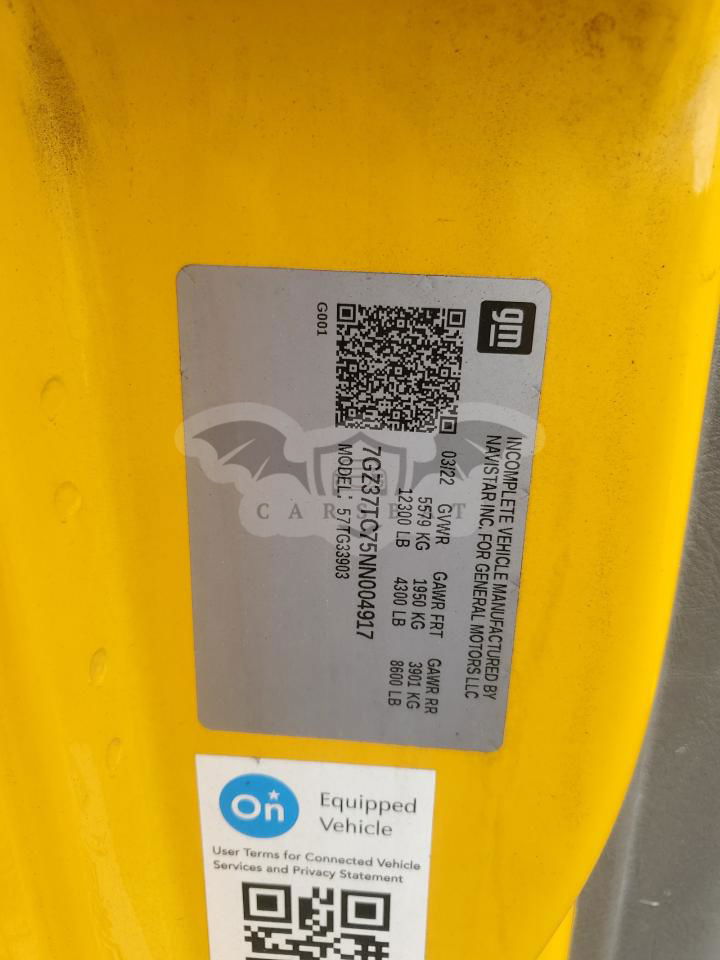 gm
INCOMPLETE VEHICLE MANUFACTURED BY
NAVISTAR INC. FOR GENERAL MOTORS LLC
03/22 GVWR GAWR FRT GAWR RR
5579 KG 1950 KG 3901 KG
12300 LB 4300 LB 8600 LB
7GZ37TC75NN004917
MODEL: 57TG33903
G001
On Equipped
Vehicle
User Terms for Connected Vehicle
Services and Privacy Statement